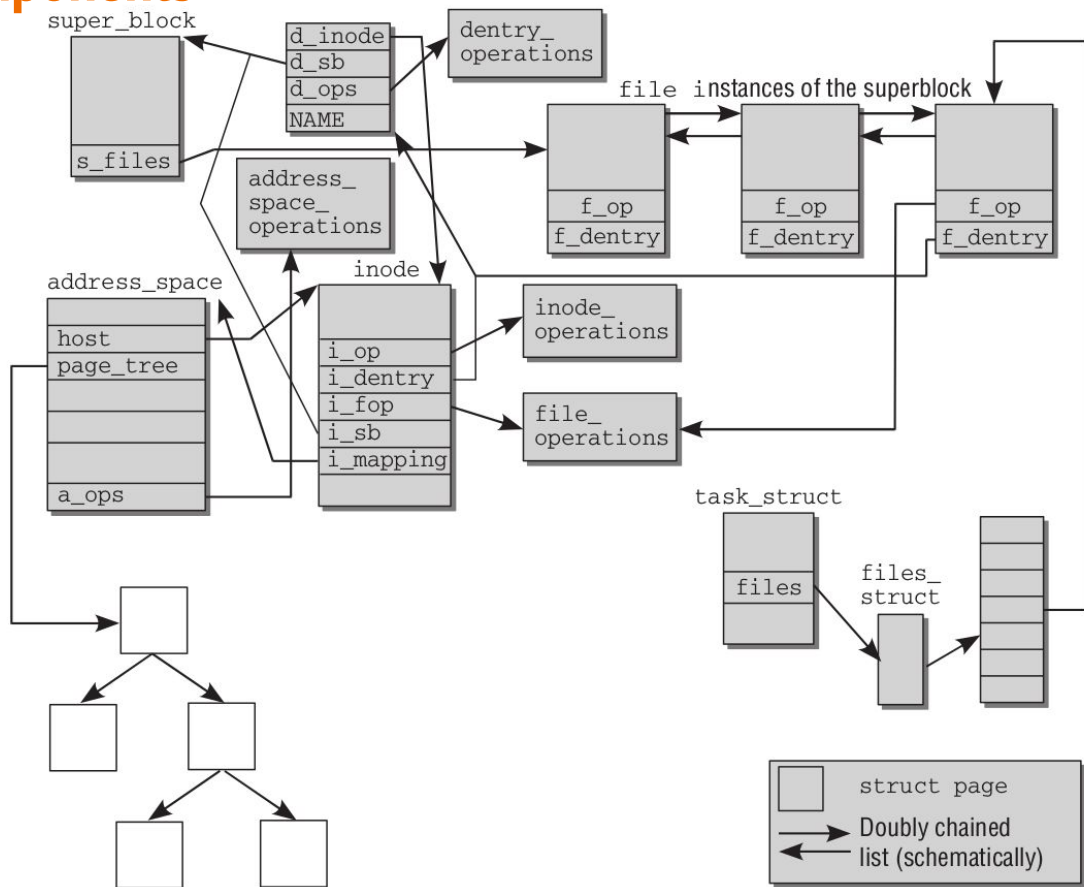 super_block
s_files
d_inode
d_sb
d_ops
NAME
dentry_
operations
file instances of the superblock
f_op
f_dentry
f_op
f_dentry
f_op
f_dentry
address_
space_
operations
address_space
host
page_tree
a_ops
inode
i_op
i_dentry
i_fop
i_sb
i_mapping
inode_
operations
file_
operations
task_struct
files
files_
struct
struct page
Doubly chained
list (schematically)